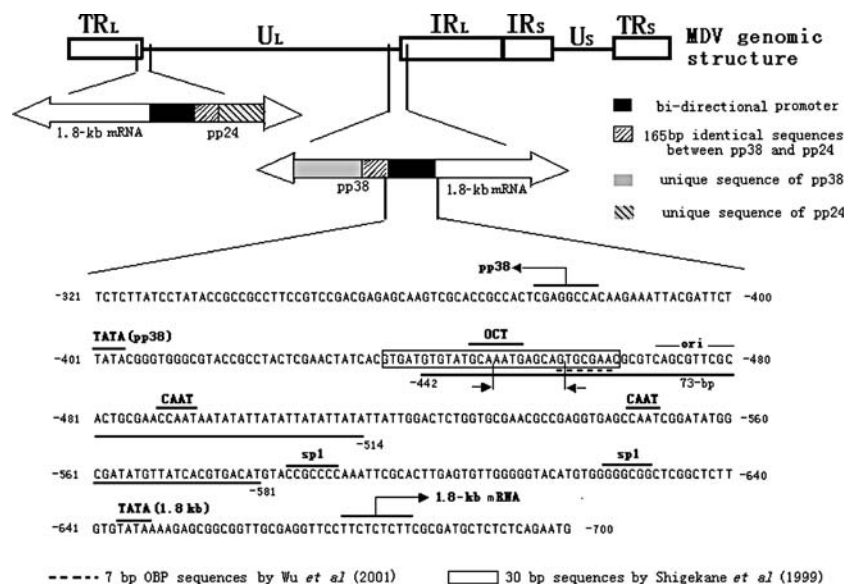 TRL UL IRL IRS US TRS MDV genomic structure
1.8-kb mRNA pp24
bi-directional promoter
165bp identical sequences between pp38 and pp24
pp38 1.8-kb mRNA
unique sequence of pp38
unique sequence of pp24
pp38
-321 TCTCTTATCCTATACCGCCGCCTTCCGTCCGACGAGAGCAAGTCGCACCGCCACTCGAGGCCACAAGAAATTACGATTCT -400
TATA(pp38) OCT ori
-401 TATACGGGTGGGCGTACCGCCTACTCGAACTATCACGTGATGTGTATGCAAATGAGCAGTGCGAACGCGTCAGCGTTCGC -480
-442 73-bp
CAAT CAAT
-481 ACTGCGAACCAATAATATATTATTATATTATTATATTATTGGACTCTGGTGCGAACGCCGAGGTGAGCCAATCGGATATGG -560
-514
sp1 sp1
-561 CGATATGTTATCACGTGACATGTACCGCCCCAAATTCGCACTTGAGTGTTGGGGGTACATGTGGGGGCGGCTCGGCTCTT -640
-581
TATA(1.8 kb) 1.8-kb mRNA
-641 GTGTATAAAAGAGCGGCGGTTGCGAGGTTCCTTCTCTCTTCGCGATGCTCTCTCAGAATG -700
7 bp OBP sequences by Wu et al (2001) 30 bp sequences by Shigekane et al (1999)